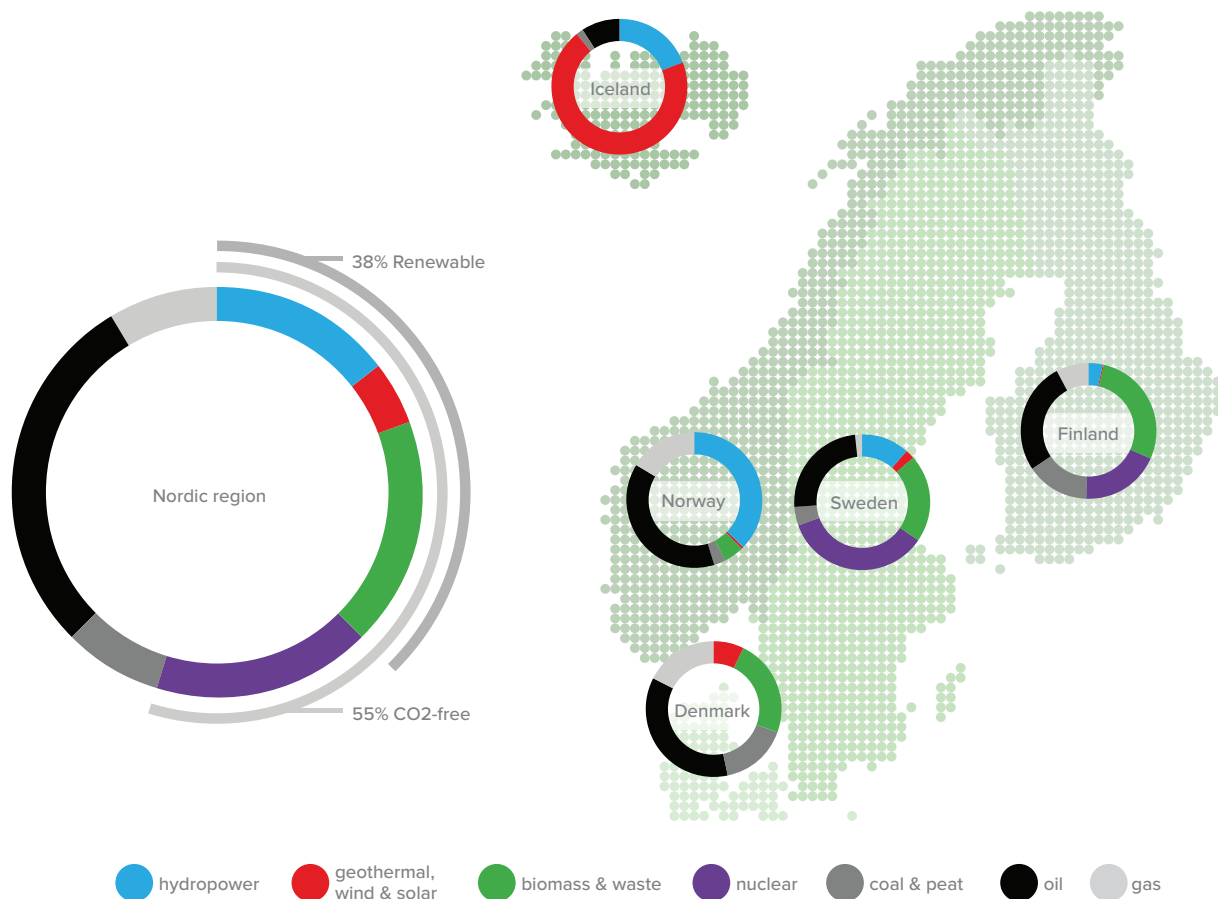 Iceland
38% Renewable
Finland
Nordic region
Norway
Sweden
Denmark
55% CO2-free
hydropower
geothermal,
wind & solar
biomass & waste
nuclear
coal & peat
oil
gas